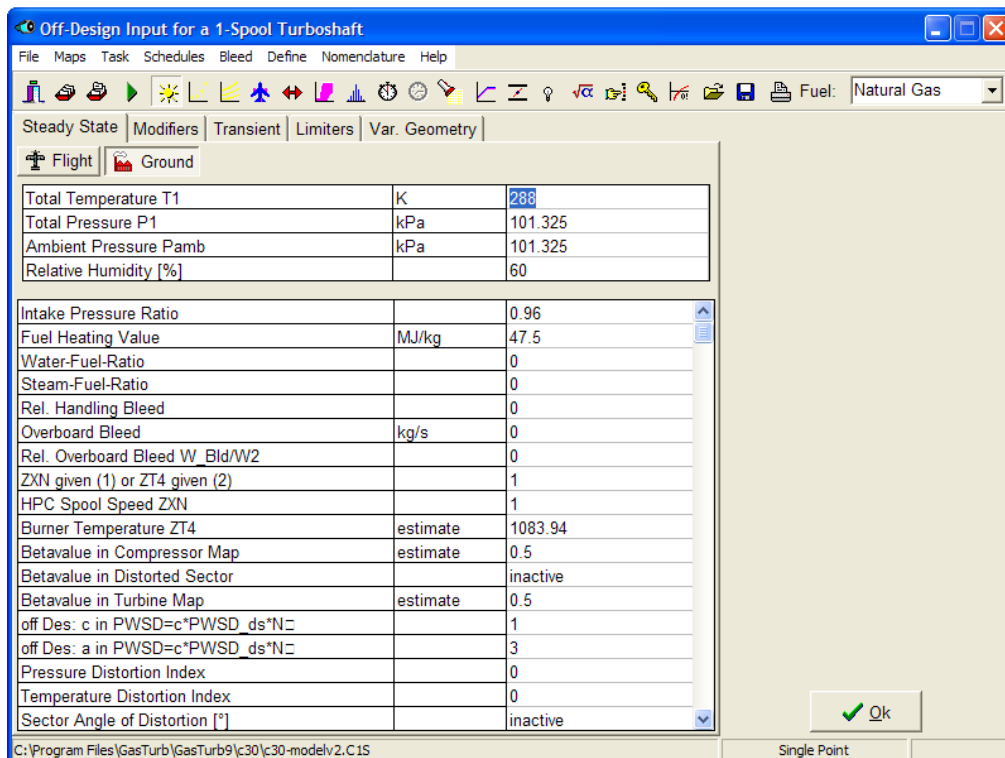 Off-Design Input for a 1-Spool Turboshaft
File Maps Task Schedules Bleed Define Nomenclature Help
Fuel: Natural Gas
Steady State Modifiers Transient Limiters Var. Geometry
Flight Ground
Total Temperature T1 K 288
Total Pressure P1 kPa 101.325
Ambient Pressure Pamb kPa 101.325
Relative Humidity [%] 60
Intake Pressure Ratio 0.96
Fuel Heating Value MJ/kg 47.5
Water-Fuel-Ratio 0
Steam-Fuel-Ratio 0
Rel. Handling Bleed 0
Overboard Bleed kg/s 0
Rel. Overboard Bleed W_Bld/W2 0
ZXN given (1) or ZT4 given (2) 1
HPC Spool Speed ZXN 1
Burner Temperature ZT4 estimate 1083.94
Betavalue in Compressor Map estimate 0.5
Betavalue in Distorted Sector inactive
Betavalue in Turbine Map estimate 0.5
off Des: c in PWSD=c*PWSD_ds*N□ 1
off Des: a in PWSD=c*PWSD_ds*N□ 3
Pressure Distortion Index 0
Temperature Distortion Index 0
Sector Angle of Distortion [°] inactive
Ok
C:\Program Files\GasTurb\GasTurb9\c30\c30-modelv2.C1S Single Point